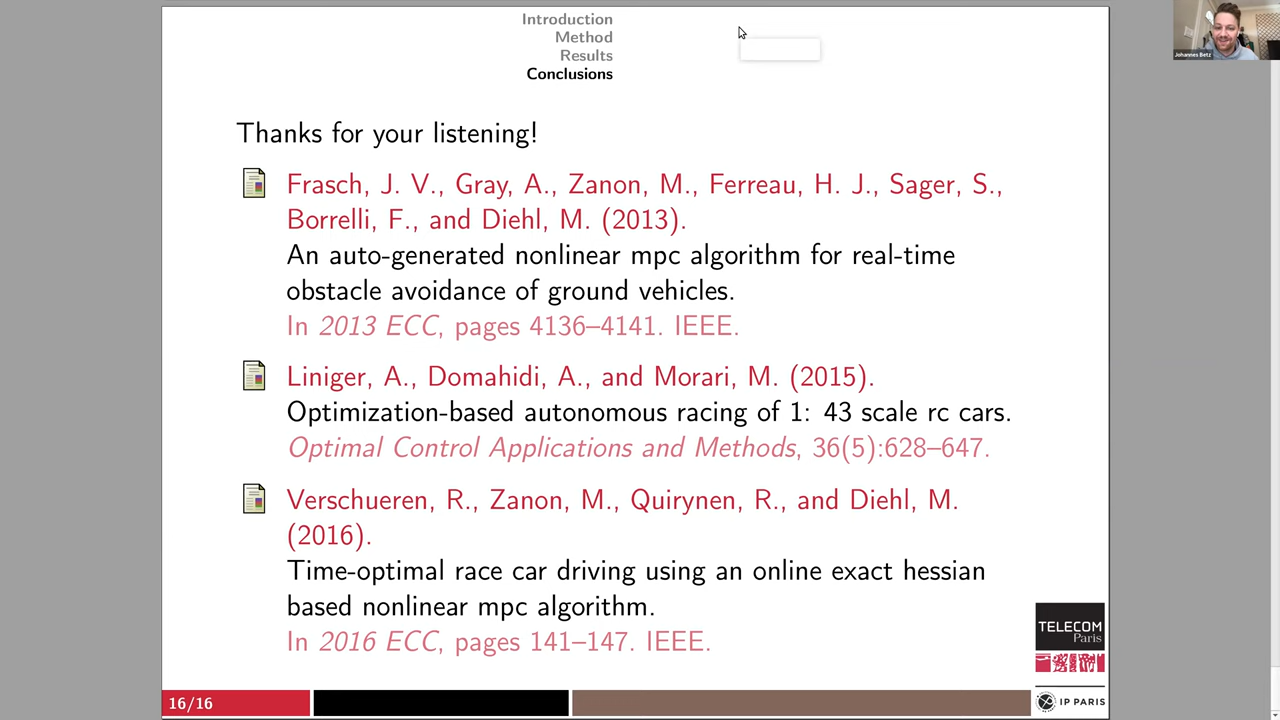 Introduction
Method
Results
Conclusions
Johannes Betz
Thanks for your listening!
Frasch, J. V., Gray, A., Zanon, M., Ferreau, H. J., Sager, S.,
Borrelli, F., and Diehl, M. (2013).
An auto-generated nonlinear mpc algorithm for real-time
obstacle avoidance of ground vehicles.
In 2013 ECC, pages 4136–4141. IEEE.
Liniger, A., Domahidi, A., and Morari, M. (2015).
Optimization-based autonomous racing of 1: 43 scale rc cars.
Optimal Control Applications and Methods, 36(5):628–647.
Verschueren, R., Zanon, M., Quirynen, R., and Diehl, M.
(2016).
Time-optimal race car driving using an online exact hessian
based nonlinear mpc algorithm.
In 2016 ECC, pages 141–147. IEEE.
TELECOM
Paris
IP PARIS
16/16